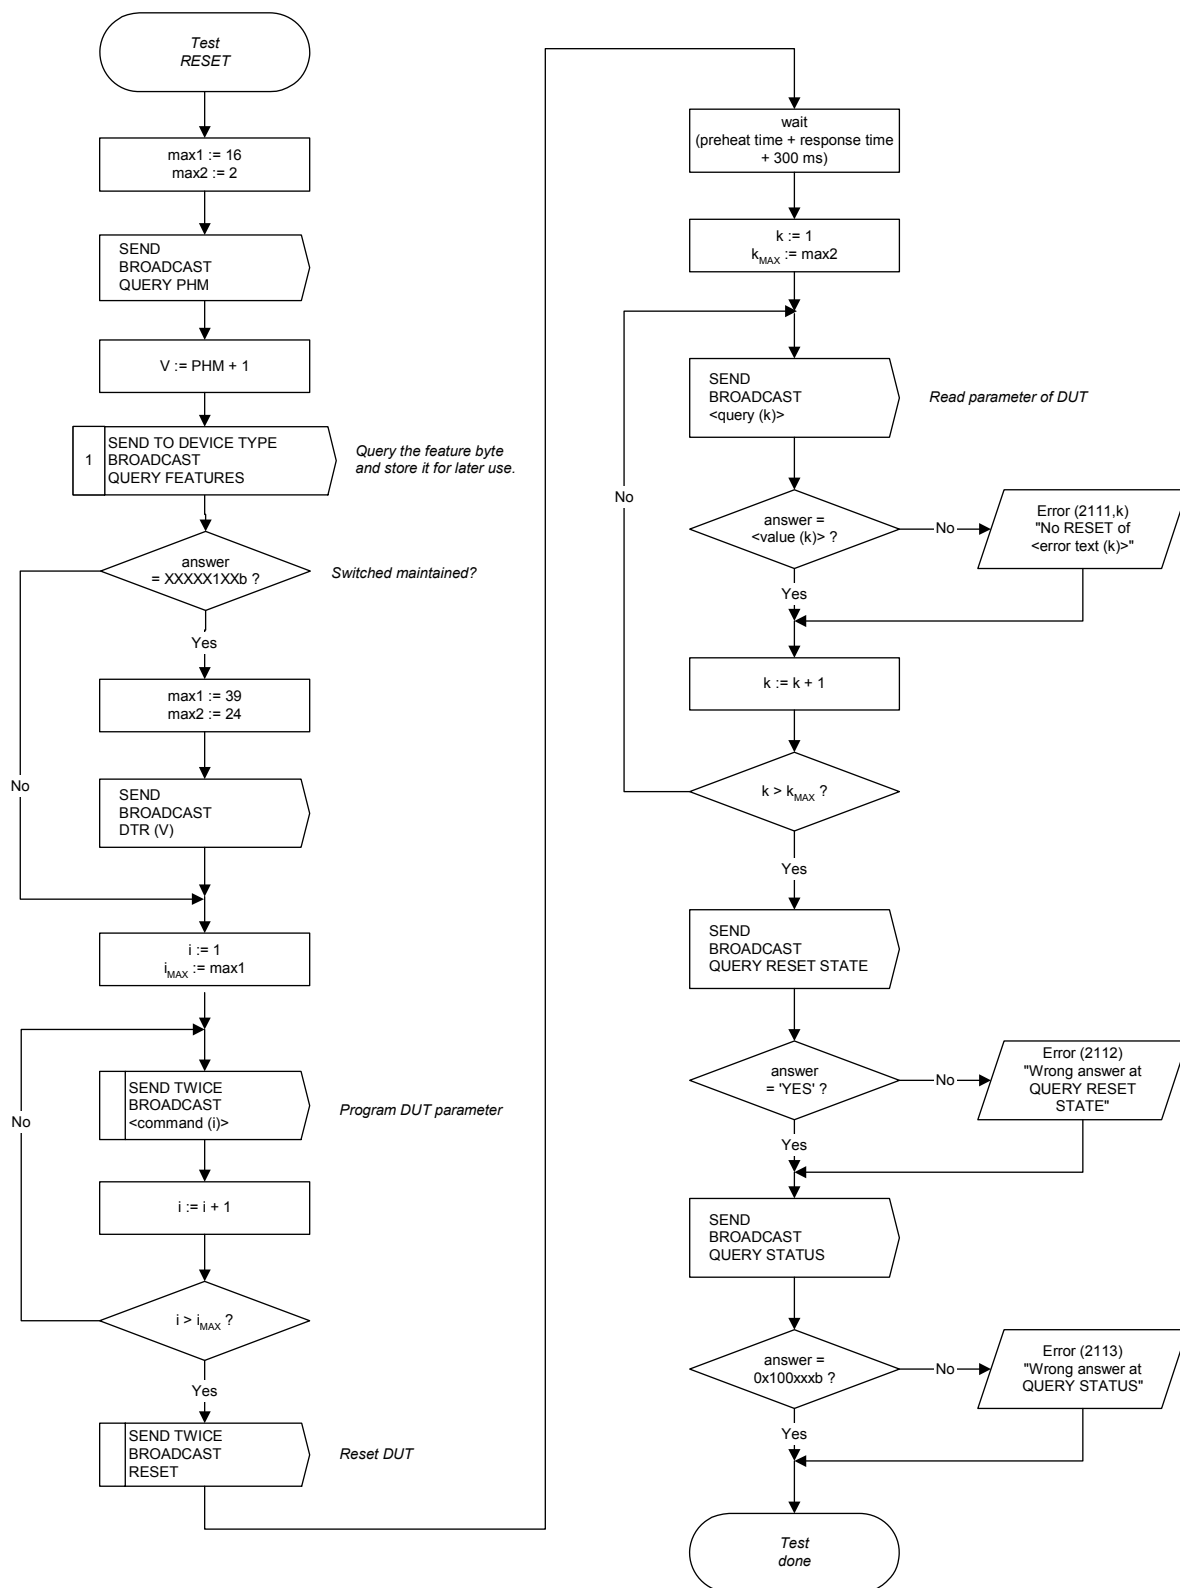 Test
RESET
max1 := 16
max2 := 2
SEND
BROADCAST
QUERY PHM
V := PHM + 1
1
SEND TO DEVICE TYPE
BROADCAST
QUERY FEATURES
Query the feature byte
and store it for later use.
answer
= XXXXX1XXb ?
Switched maintained?
Yes
No
max1 := 39
max2 := 24
SEND
BROADCAST
DTR (V)
i := 1
iMAX := max1
SEND TWICE
BROADCAST
<command (i)>
Program DUT parameter
No
i := i + 1
i > iMAX ?
Yes
SEND TWICE
BROADCAST
RESET
Reset DUT
wait
(preheat time + response time
+ 300 ms)
k := 1
kMAX := max2
SEND
BROADCAST
<query (k)>
Read parameter of DUT
No
answer =
<value (k)> ?
No
Error (2111,k)
"No RESET of
<error text (k)>"
Yes
k := k + 1
k > kMAX ?
Yes
SEND
BROADCAST
QUERY RESET STATE
answer
= 'YES' ?
No
Error (2112)
"Wrong answer at
QUERY RESET
STATE"
Yes
SEND
BROADCAST
QUERY STATUS
answer =
0x100xxxb ?
No
Error (2113)
"Wrong answer at
QUERY STATUS"
Yes
Test
done